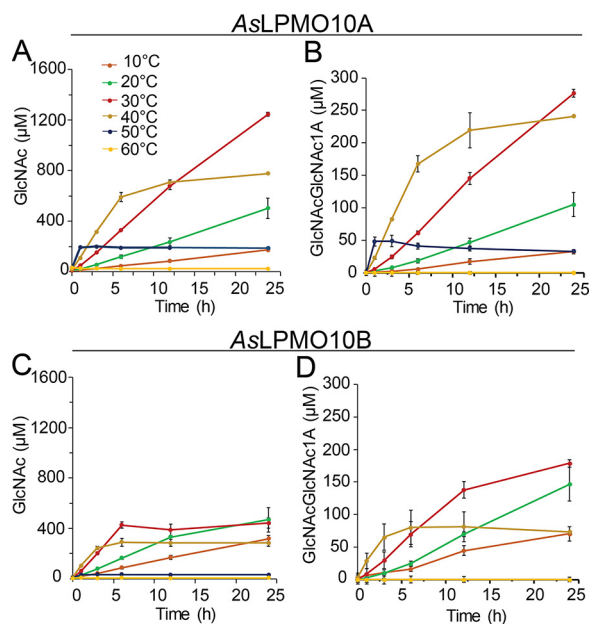 AsLPMO10A
A
B
10°C
20°C
30°C
40°C
50°C
60°C
GlcNAc (µM)
1600
1200
800
400
0
0 5 10 15 20 25
Time (h)
GlcNAcGlcNAc1A (µM)
300
250
200
150
100
50
0
0 5 10 15 20 25
Time (h)
AsLPMO10B
C
D
GlcNAc (µM)
1600
1200
800
400
0
0 5 10 15 20 25
Time (h)
GlcNAcGlcNAc1A (µM)
300
250
200
150
100
50
0
0 5 10 15 20 25
Time (h)